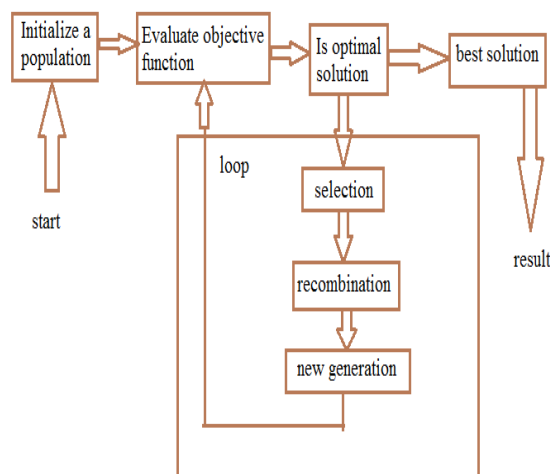 Initialize a
population
Evaluate objective
function
Is optimal
solution
best solution
start
loop
selection
recombination
new generation
result